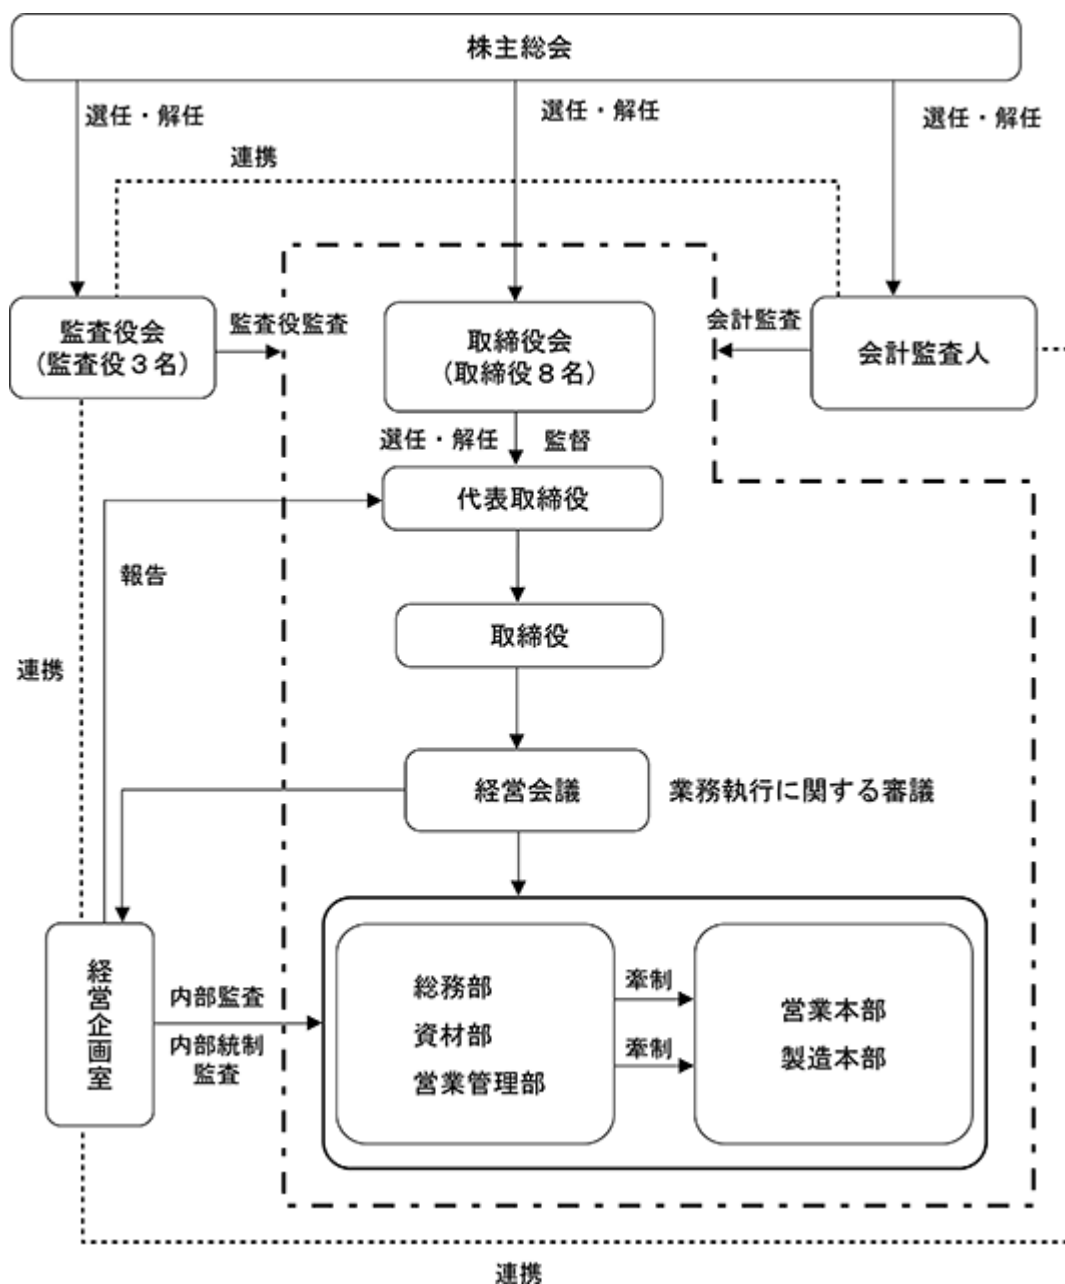 株主総会
選任・解任
選任・解任
選任・解任
連携
監査役会
（監査役３名）
監査役監査
取締役会
（取締役８名）
会計監査
会計監査人
選任・解任
監督
代表取締役
報告
取締役
連携
経営会議
業務執行に関する審議
経営企画室
内部監査
内部統制
監査
総務部
資材部
営業管理部
牽制
牽制
営業本部
製造本部
連携